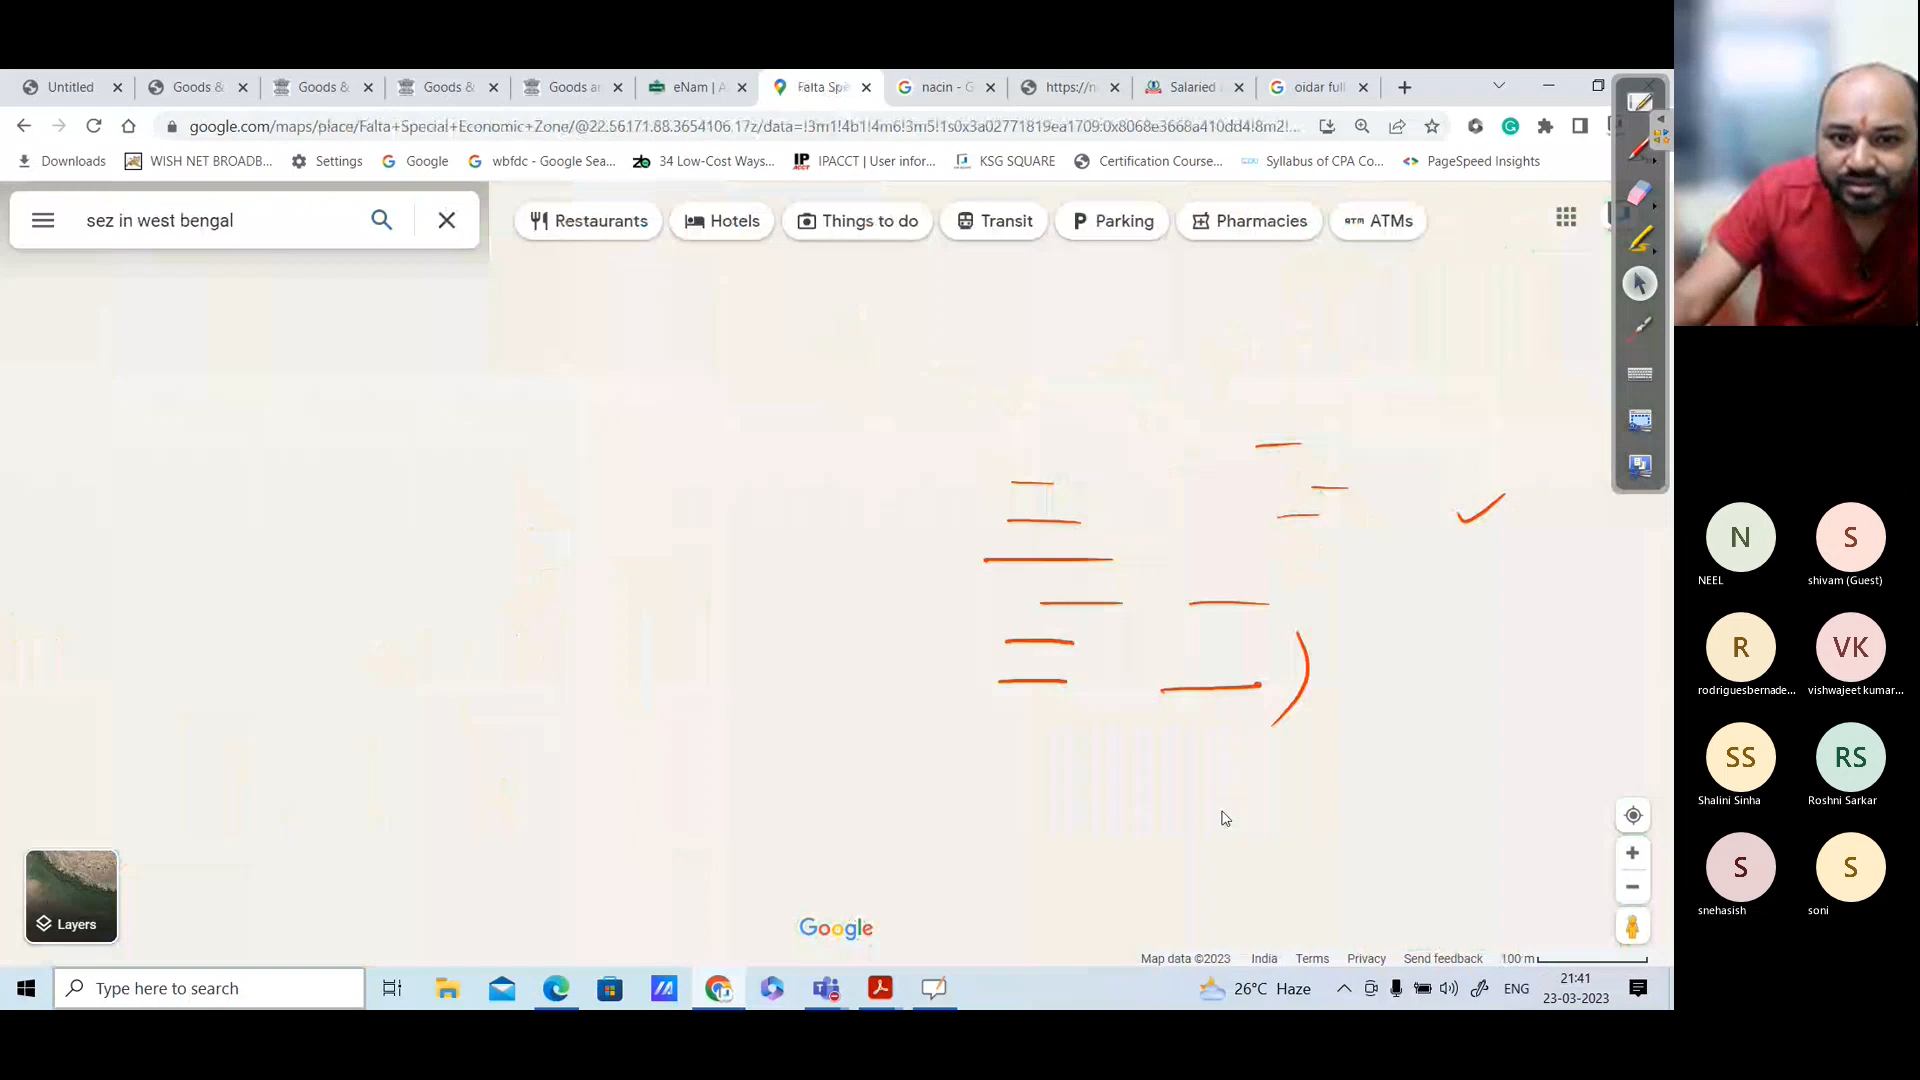 Untitled
Goods &
Goods &
Goods &
Goods a
eNam | A
Falta Spe
nacin - G
https://n
Salaried
oidar full
google.com/maps/place/Falta+Special+Economic+Zone/@22.56171,88.3654106,17z/data=!3m1!4b1!4m6!3m5!1s0x3a02771819ea1709:0x8068e3668a410dd4!8m2!...
Downloads
WISH NET BROADB...
Settings
Google
wbfdc - Google Sea...
34 Low-Cost Ways...
IPACCT | User infor...
KSG SQUARE
Certification Course...
Syllabus of CPA Co...
PageSpeed Insights
sez in west bengal
Restaurants
Hotels
Things to do
Transit
Parking
Pharmacies
ATMs
N
NEEL
S
shivam (Guest)
R
rodriguesbernade...
VK
vishwajeet kumar...
SS
Shalini Sinha
RS
Roshni Sarkar
S
snehasish
S
soni
Layers
Google
Map data ©2023
India
Terms
Privacy
Send feedback
100 m
Type here to search
26°C Haze
ENG
21:41
23-03-2023